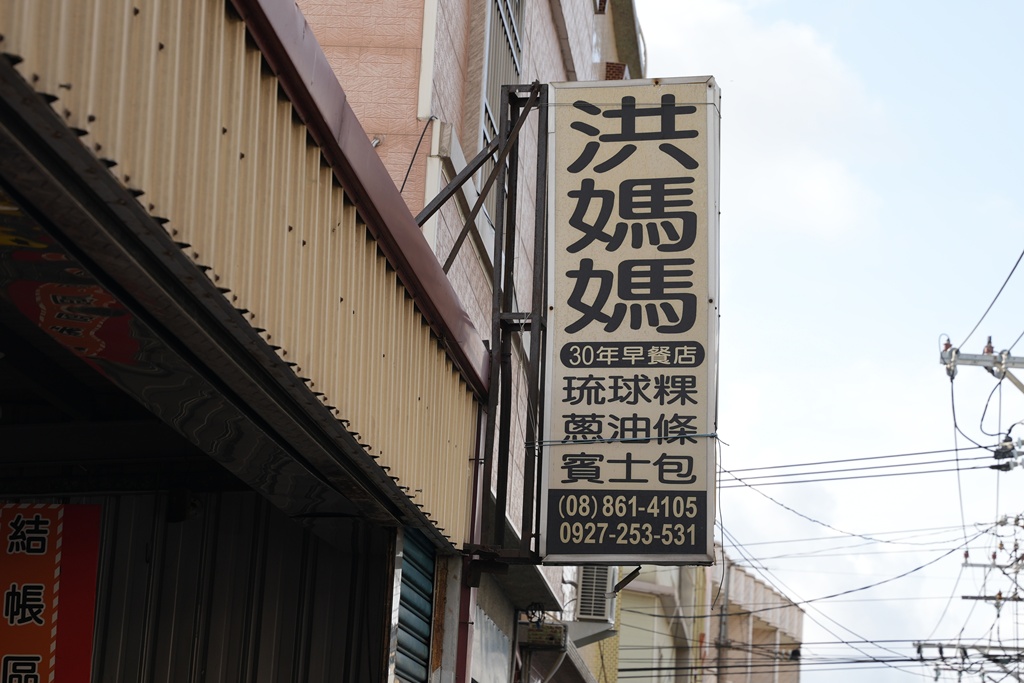 洪媽媽
30年早餐店
琉球粿
蔥油條
賓士包
(08)861-4105
0927-253-531
結帳區